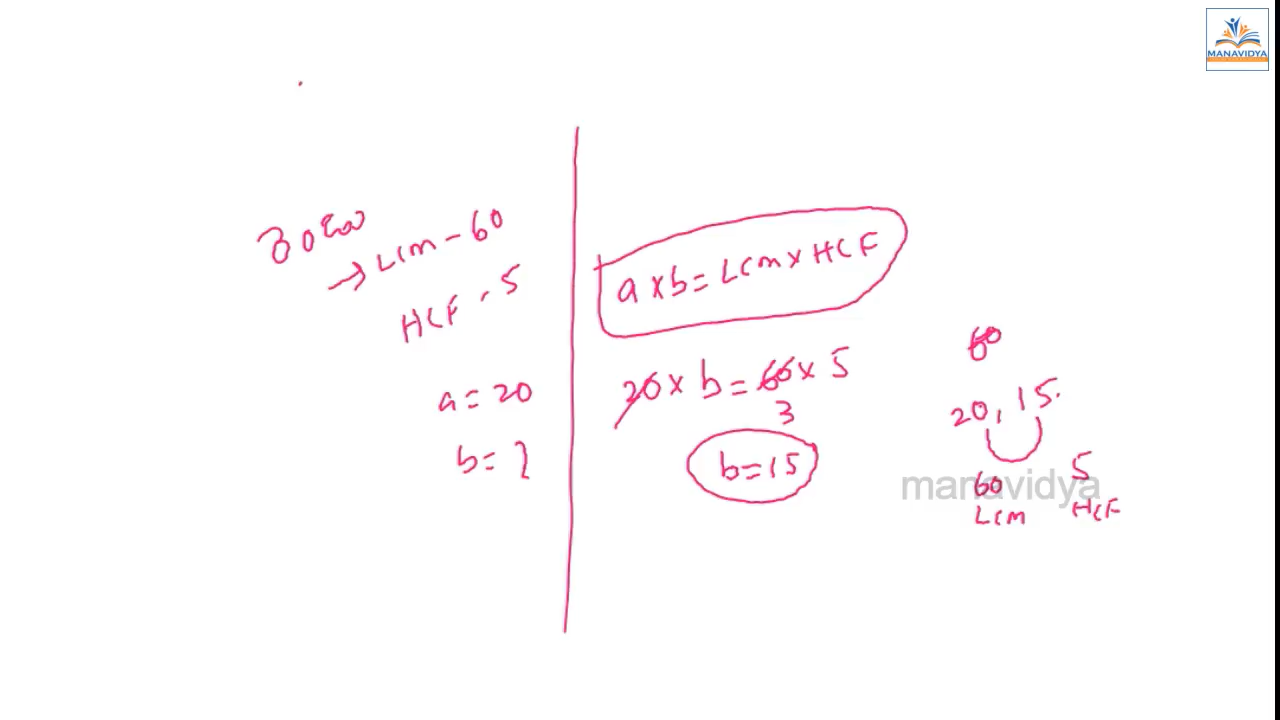 MANAVIDYA
→ LCM - 60
HCF - 5
a = 20
b = ?
a x b = LCM x HCF
20 x b = 60 x 5
3
b = 15
60
20, 15.
60
LCM
5
HCF
manavidya